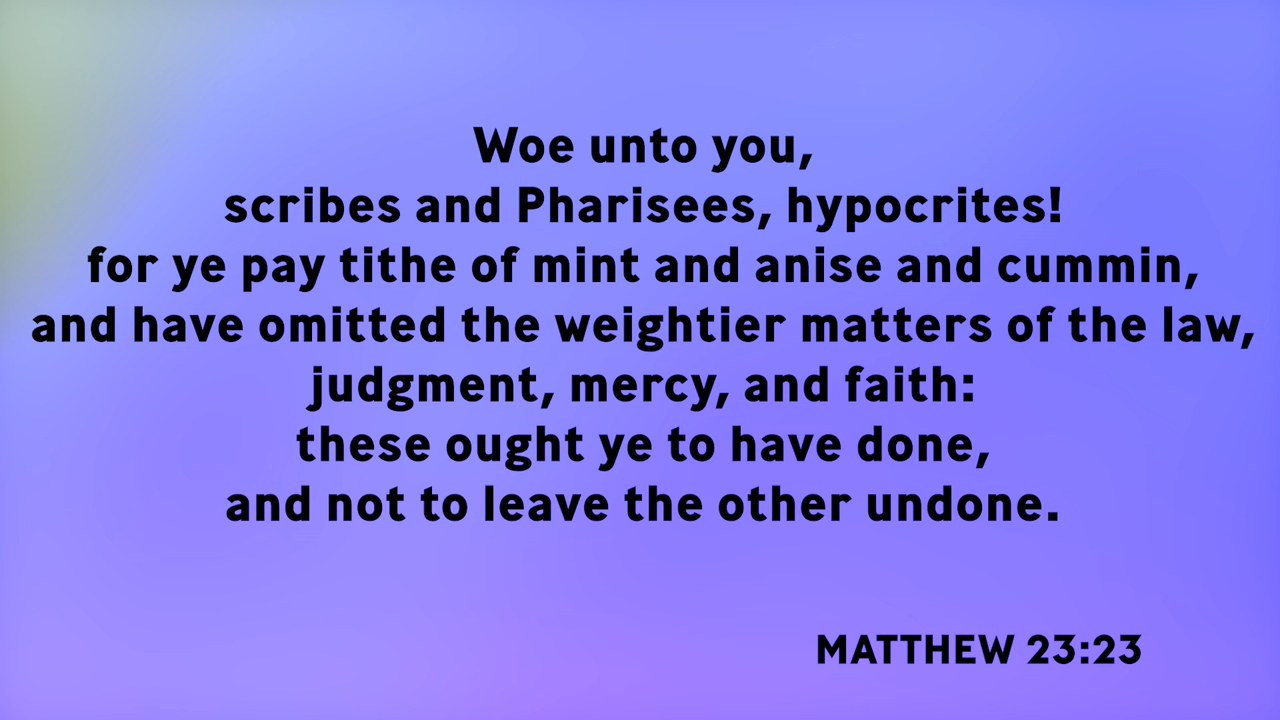 Woe unto you,
scribes and Pharisees, hypocrites!
for ye pay tithe of mint and anise and cummin,
and have omitted the weightier matters of the law,
judgment, mercy, and faith:
these ought ye to have done,
and not to leave the other undone.
MATTHEW 23:23